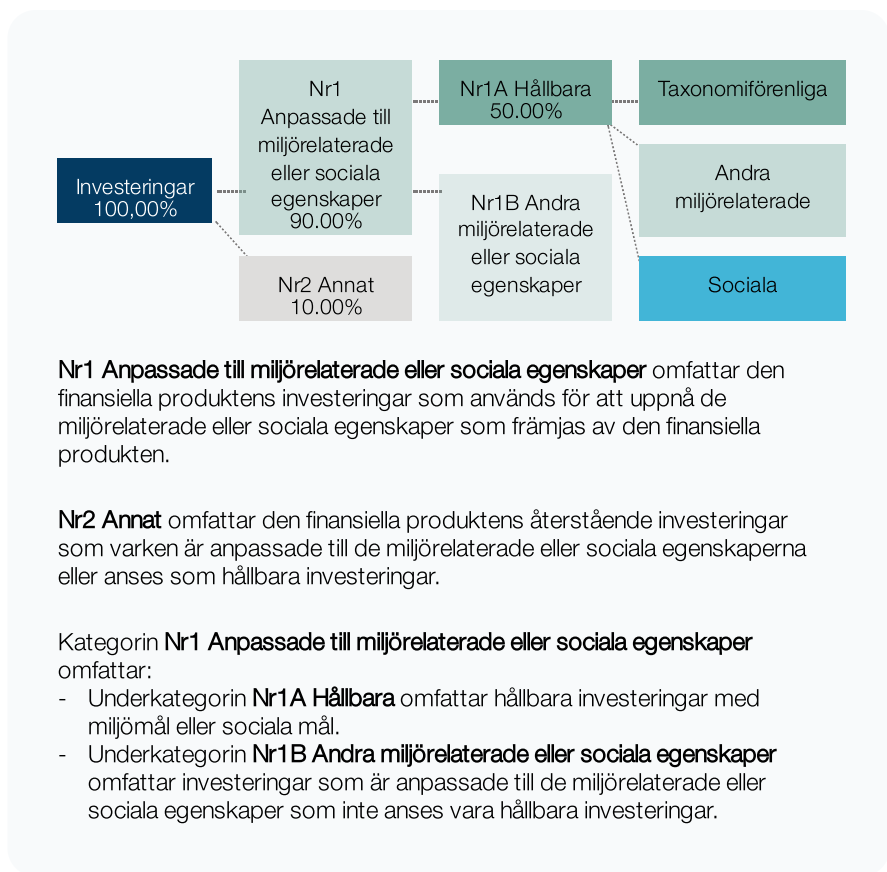 Investeringar
100,00%
Nr1
Anpassade till
miljörelaterade
eller sociala
egenskaper
90.00%
Nr2 Annat
10.00%
Nr1A Hållbara
50.00%
Nr1B Andra
miljörelaterade
eller sociala
egenskaper
Taxonomiförenliga
Andra
miljörelaterade
Sociala
Nr1 Anpassade till miljörelaterade eller sociala egenskaper omfattar den
finansiella produktens investeringar som används för att uppnå de
miljörelaterade eller sociala egenskaper som främjas av den finansiella
produkten.
Nr2 Annat omfattar den finansiella produktens återstående investeringar
som varken är anpassade till de miljörelaterade eller sociala egenskaperna
eller anses som hållbara investeringar.
Kategorin Nr1 Anpassade till miljörelaterade eller sociala egenskaper
omfattar:
- Underkategorin Nr1A Hållbara omfattar hållbara investeringar med
miljömål eller sociala mål.
- Underkategorin Nr1B Andra miljörelaterade eller sociala egenskaper
omfattar investeringar som är anpassade till de miljörelaterade eller
sociala egenskaper som inte anses vara hållbara investeringar.